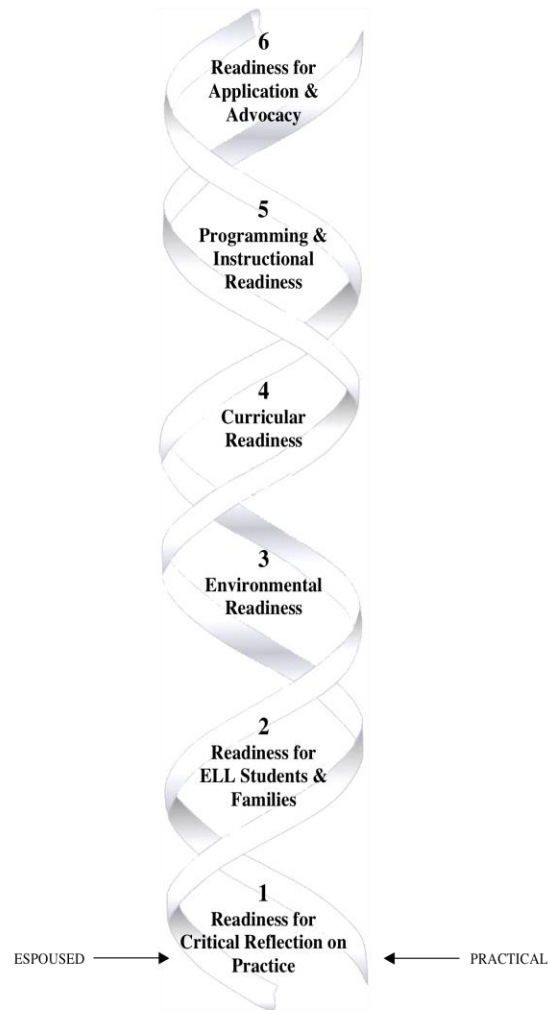 6
Readiness for
Application &
Advocacy
5
Programming &
Instructional
Readiness
4
Curricular
Readiness
3
Environmental
Readiness
2
Readiness for
ELL Students &
Families
1
Readiness for
Critical Reflection on
Practice
ESPOUSED
PRACTICAL